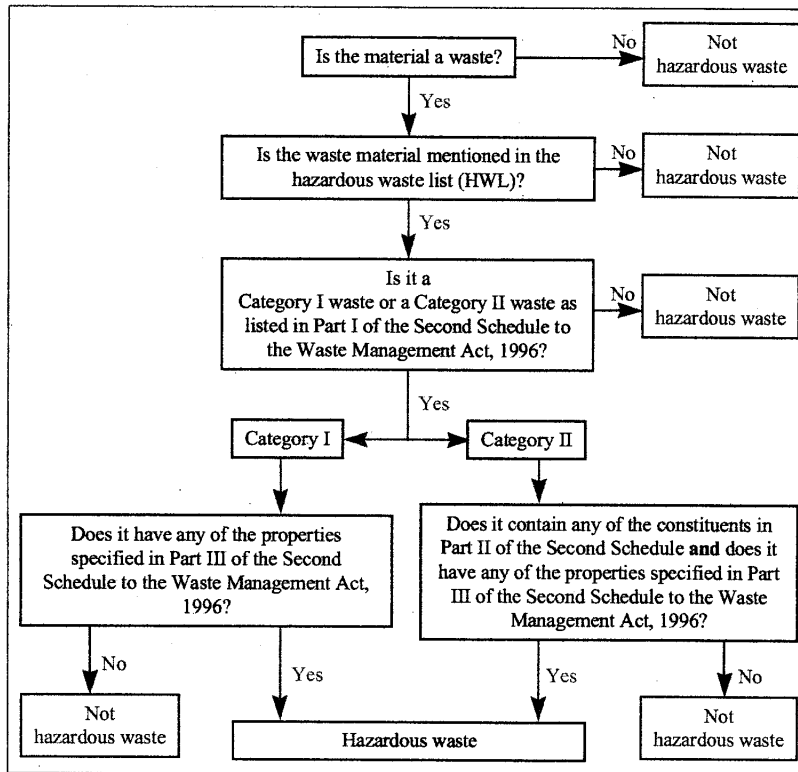 Is the material a waste?
No
Not
hazardous waste
Yes
Is the waste material mentioned in the
hazardous waste list (HWL)?
No
Not
hazardous waste
Yes
Is it a
Category I waste or a Category II waste as
listed in Part I of the Second Schedule to
the Waste Management Act, 1996?
No
Not
hazardous waste
Yes
Category I
Category II
Does it have any of the properties
specified in Part III of the Second
Schedule to the Waste Management Act,
1996?
Does it contain any of the constituents in
Part II of the Second Schedule and does it
have any of the properties specified in Part
III of the Second Schedule to the Waste
Management Act, 1996?
No
Yes
Yes
No
Not
hazardous waste
Hazardous waste
Not
hazardous waste